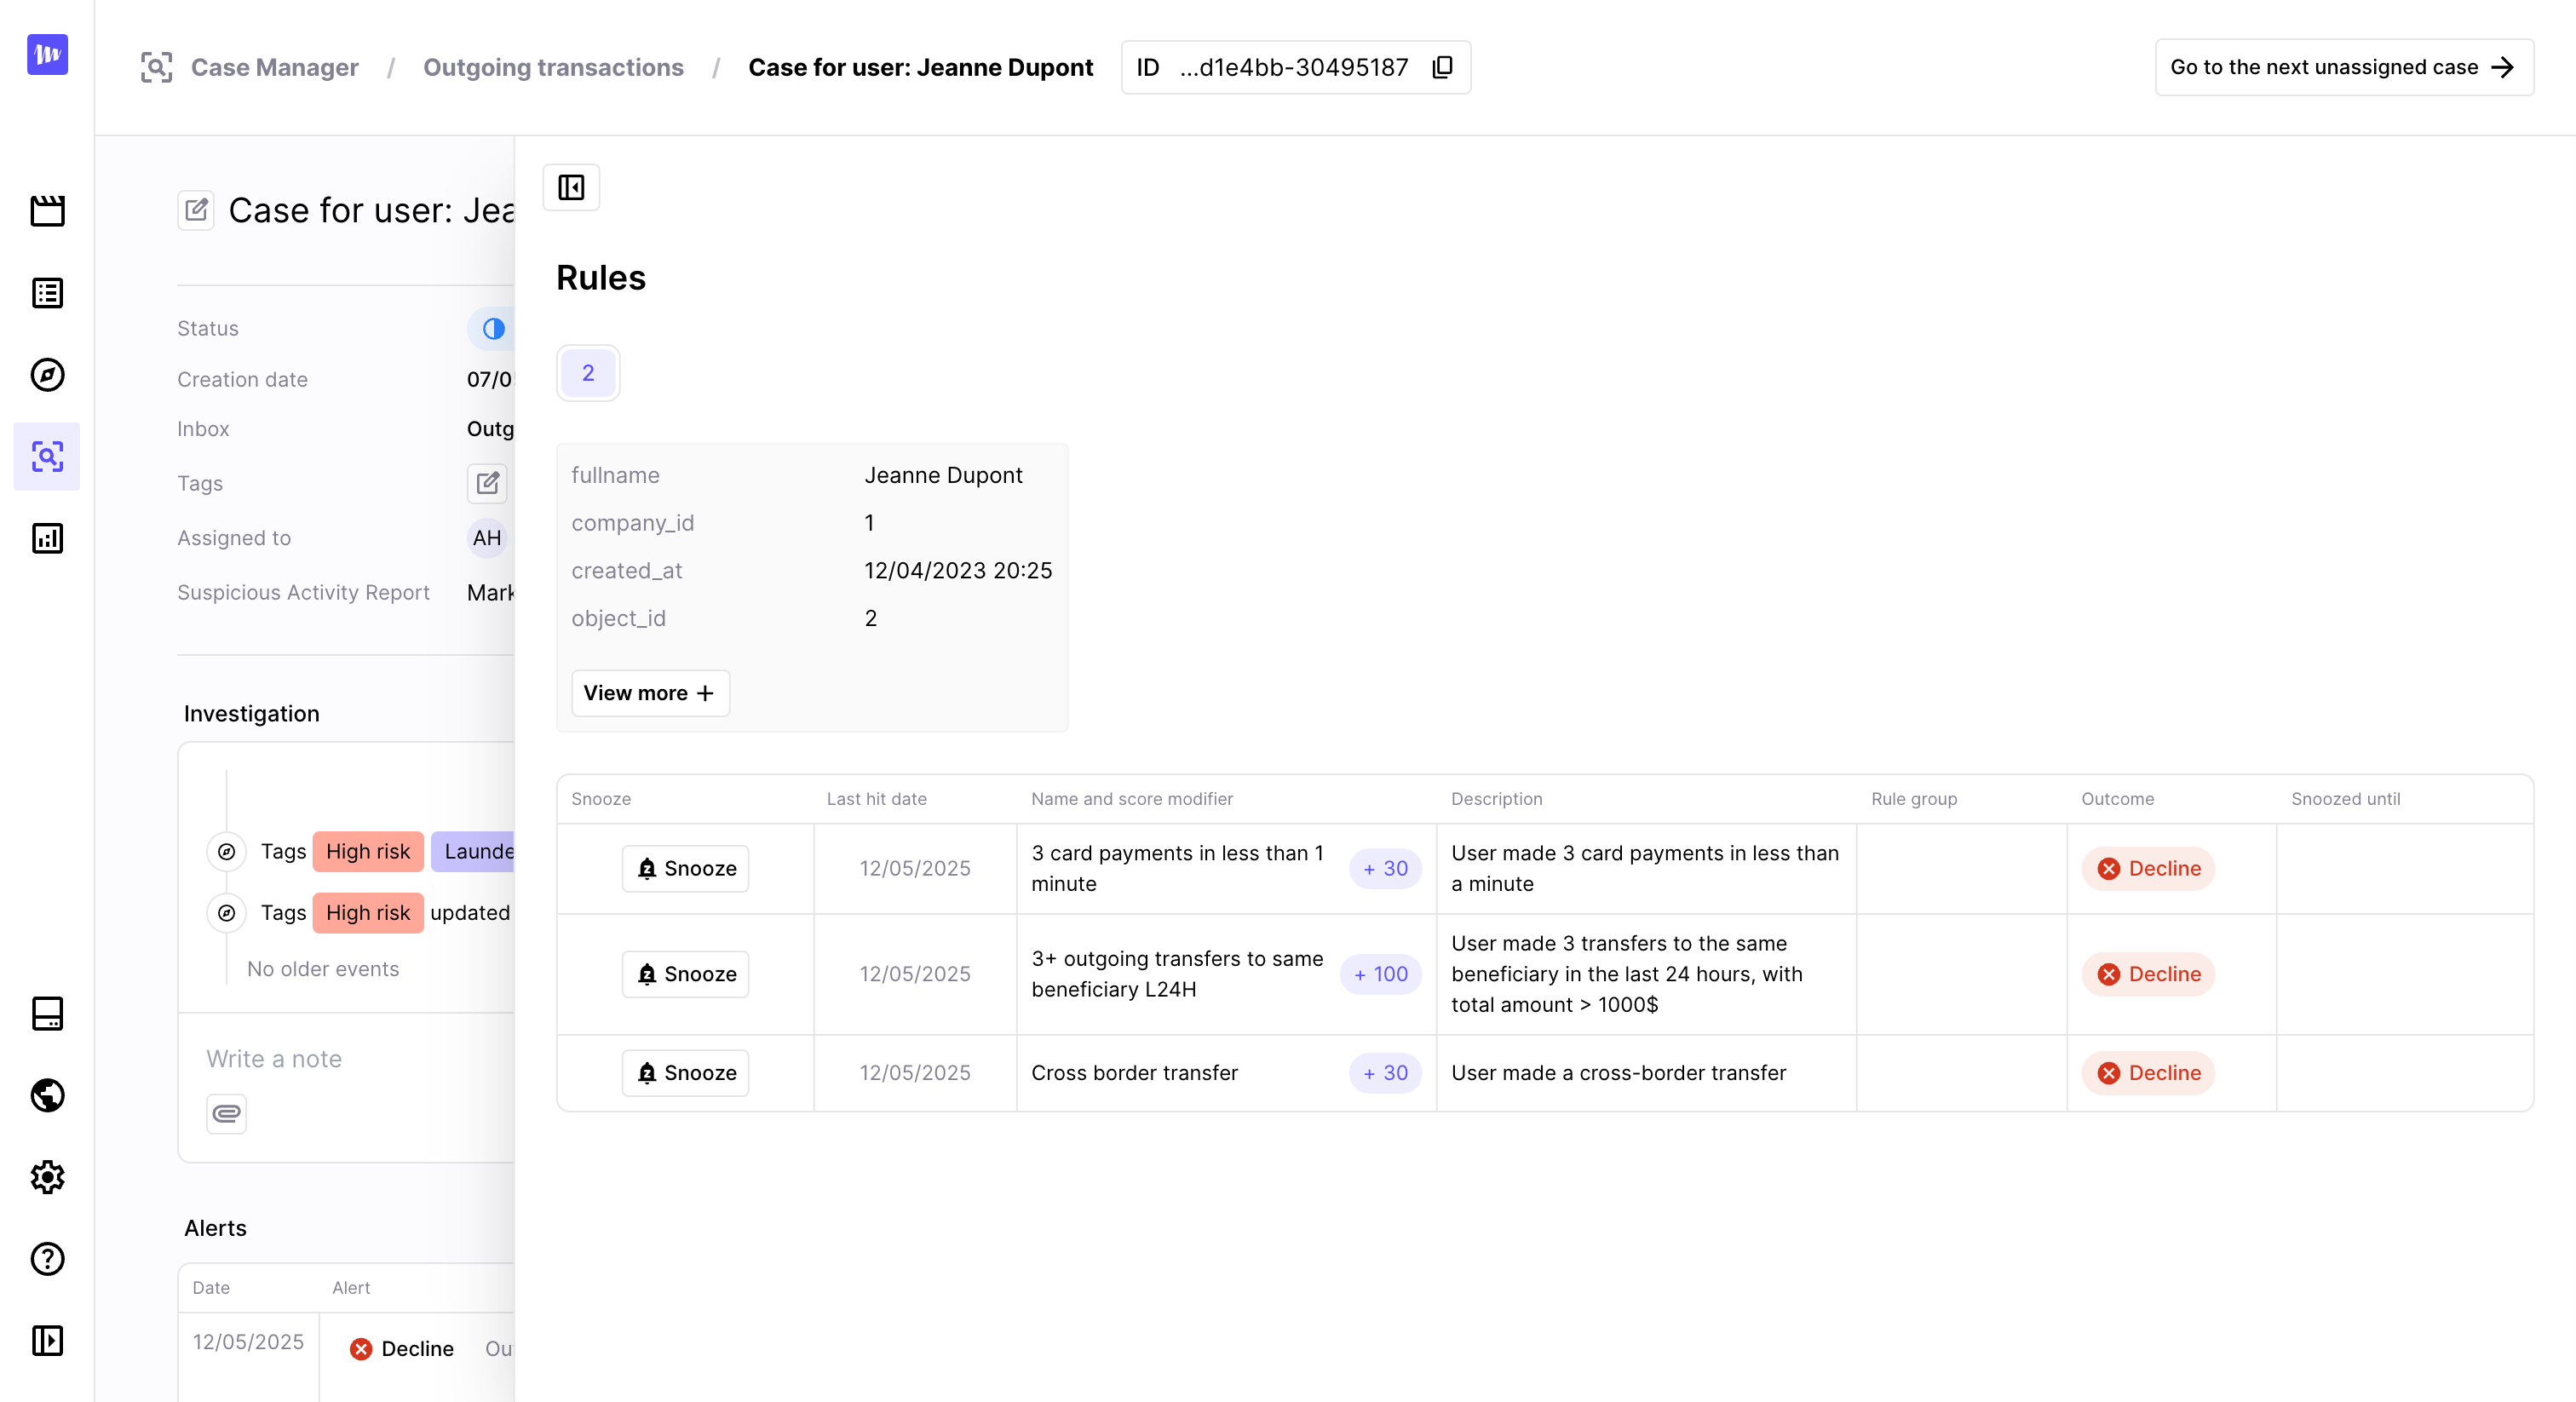 Case Manager / Outgoing transactions / Case for user: Jeanne Dupont ID ...d1e4bb-30495187 Go to the next unassigned case
Case for user: Jea
Status
Creation date 07/0
Inbox Outg
Tags
Assigned to AH
Suspicious Activity Report Mark
Investigation
Tags High risk Launde
Tags High risk updated
No older events
Write a note
Alerts
Date Alert
12/05/2025 Decline Ou
Rules
2
fullname Jeanne Dupont
company_id 1
created_at 12/04/2023 20:25
object_id 2
View more +
Snooze Last hit date Name and score modifier Description Rule group Outcome Snoozed until
Snooze 12/05/2025 3 card payments in less than 1
minute + 30 User made 3 card payments in less than
a minute Decline
Snooze 12/05/2025 3+ outgoing transfers to same
beneficiary L24H + 100 User made 3 transfers to the same
beneficiary in the last 24 hours, with
total amount > 1000$ Decline
Snooze 12/05/2025 Cross border transfer + 30 User made a cross-border transfer Decline